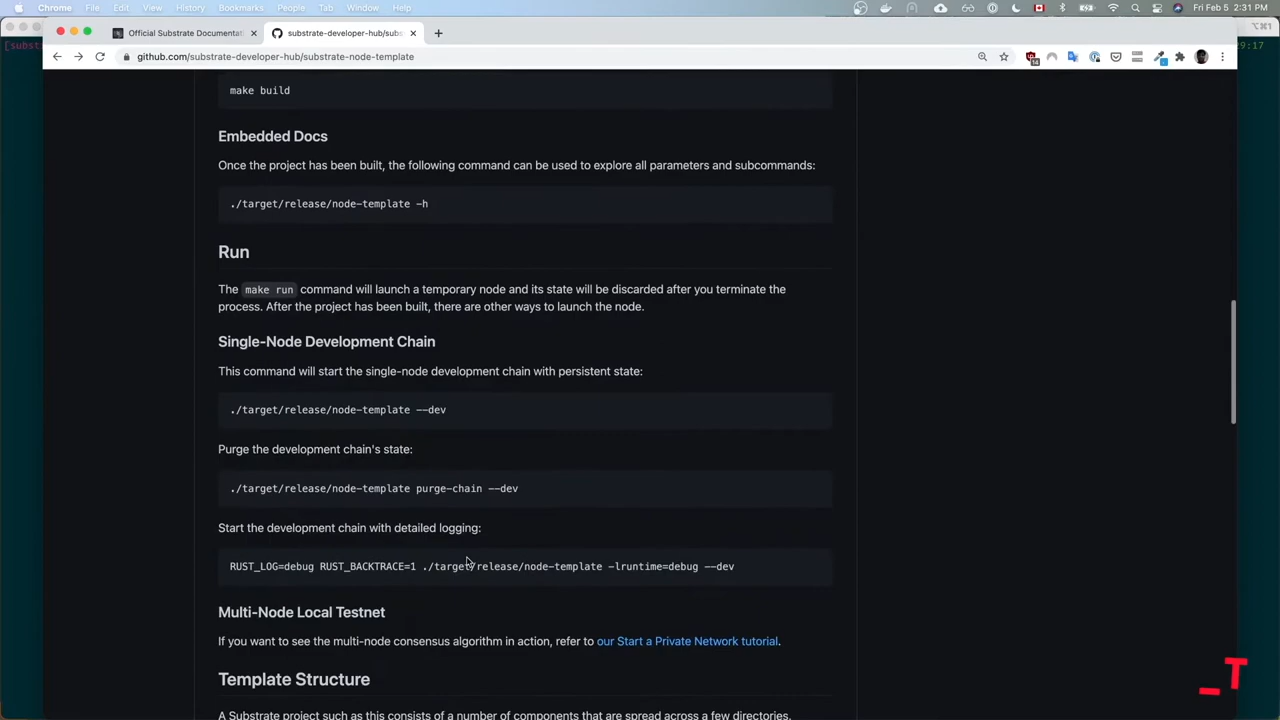 Chrome File Edit View History Bookmarks People Tab Window Help
Fri Feb 5 2:31 PM
Official Substrate Documentati
substrate-developer-hub/subs
⌥⌘1
[subst
29:17
github.com/substrate-developer-hub/substrate-node-template
make build
Embedded Docs
Once the project has been built, the following command can be used to explore all parameters and subcommands:
./target/release/node-template -h
Run
The make run command will launch a temporary node and its state will be discarded after you terminate the
process. After the project has been built, there are other ways to launch the node.
Single-Node Development Chain
This command will start the single-node development chain with persistent state:
./target/release/node-template --dev
Purge the development chain's state:
./target/release/node-template purge-chain --dev
Start the development chain with detailed logging:
RUST_LOG=debug RUST_BACKTRACE=1 ./target/release/node-template -lruntime=debug --dev
Multi-Node Local Testnet
If you want to see the multi-node consensus algorithm in action, refer to our Start a Private Network tutorial.
Template Structure
A Substrate project such as this consists of a number of components that are spread across a few directories.
_T